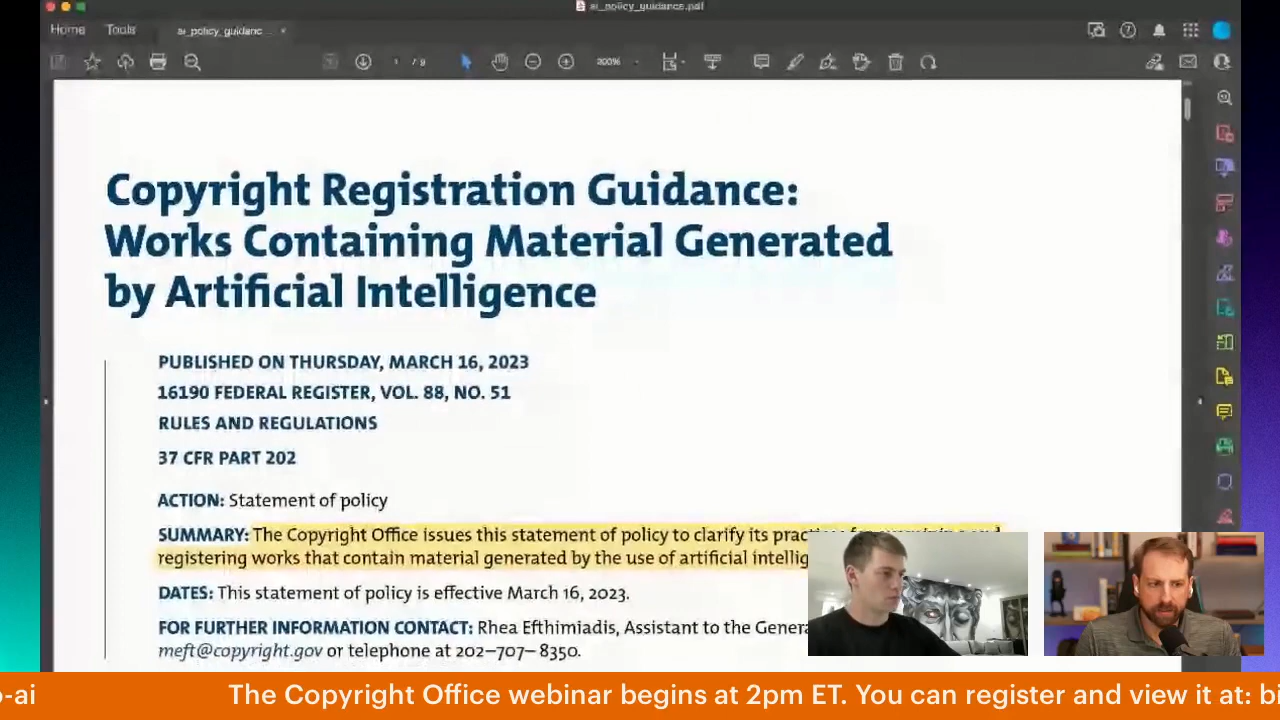 ai_policy_guidance.pdf
Home Tools ai_policy_guidanc... ×
1 / 9 200%
Copyright Registration Guidance:
Works Containing Material Generated
by Artificial Intelligence
PUBLISHED ON THURSDAY, MARCH 16, 2023
16190 FEDERAL REGISTER, VOL. 88, NO. 51
RULES AND REGULATIONS
37 CFR PART 202
ACTION: Statement of policy
SUMMARY: The Copyright Office issues this statement of policy to clarify its
registering works that contain material generated by the use of artificial
DATES: This statement of policy is effective March 16, 2023.
FOR FURTHER INFORMATION CONTACT: Rhea Efthimiadis, Assistant to the
meft@copyright.gov or telephone at 202–707–8350.
o-ai The Copyright Office webinar begins at 2pm ET. You can register and view it at: bi